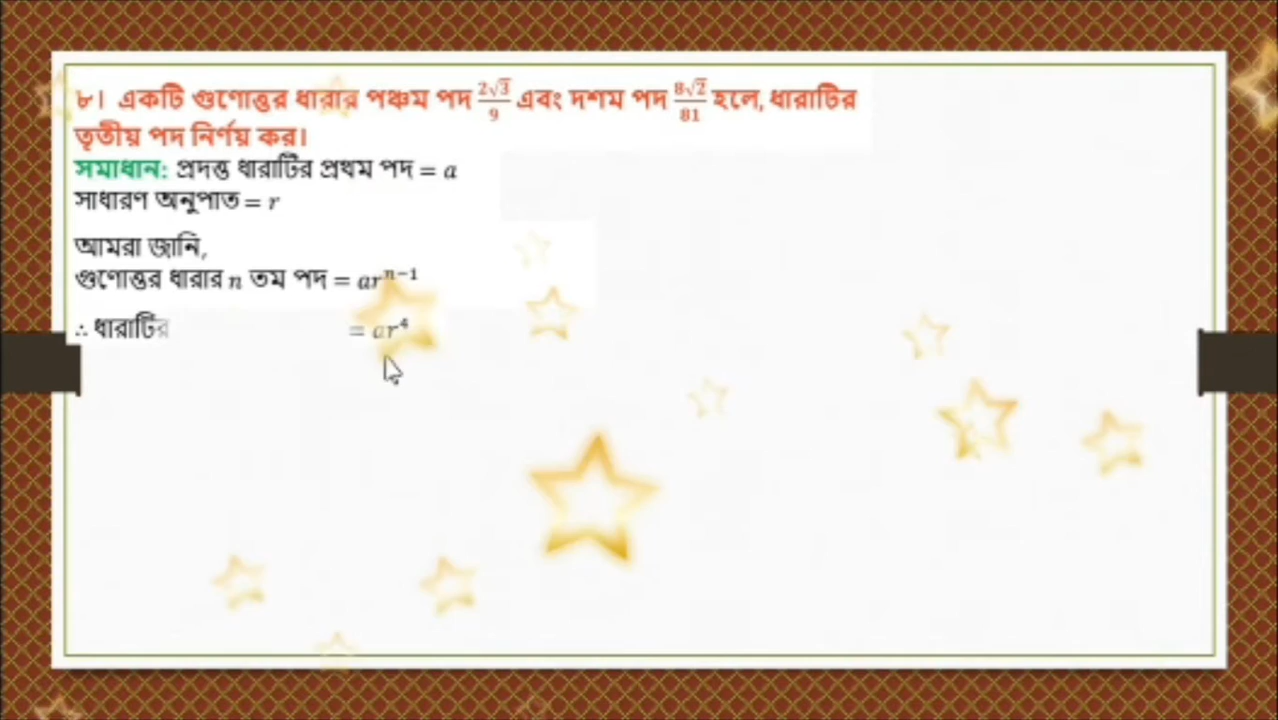 ৮। একটি গুণোত্তর ধারার পঞ্চম পদ 2√3/9 এবং দশম পদ 8√2/81 হলে, ধারাটির
তৃতীয় পদ নির্ণয় কর।
সমাধান: প্রদত্ত ধারাটির প্রথম পদ = a
সাধারণ অনুপাত = r
আমরা জানি,
গুণোত্তর ধারার n তম পদ = arⁿ⁻¹
∴ ধারাটির = ar⁴